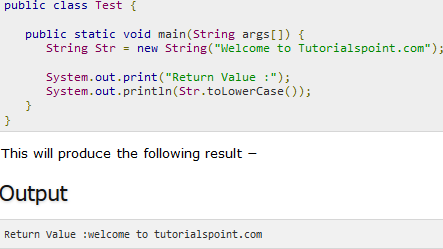 public class Test {
public static void main(String args[]) {
String Str = new String("Welcome to Tutorialspoint.com");
System.out.print("Return Value :");
System.out.println(Str.toLowerCase());
}
}
This will produce the following result −
Output
Return Value :welcome to tutorialspoint.com